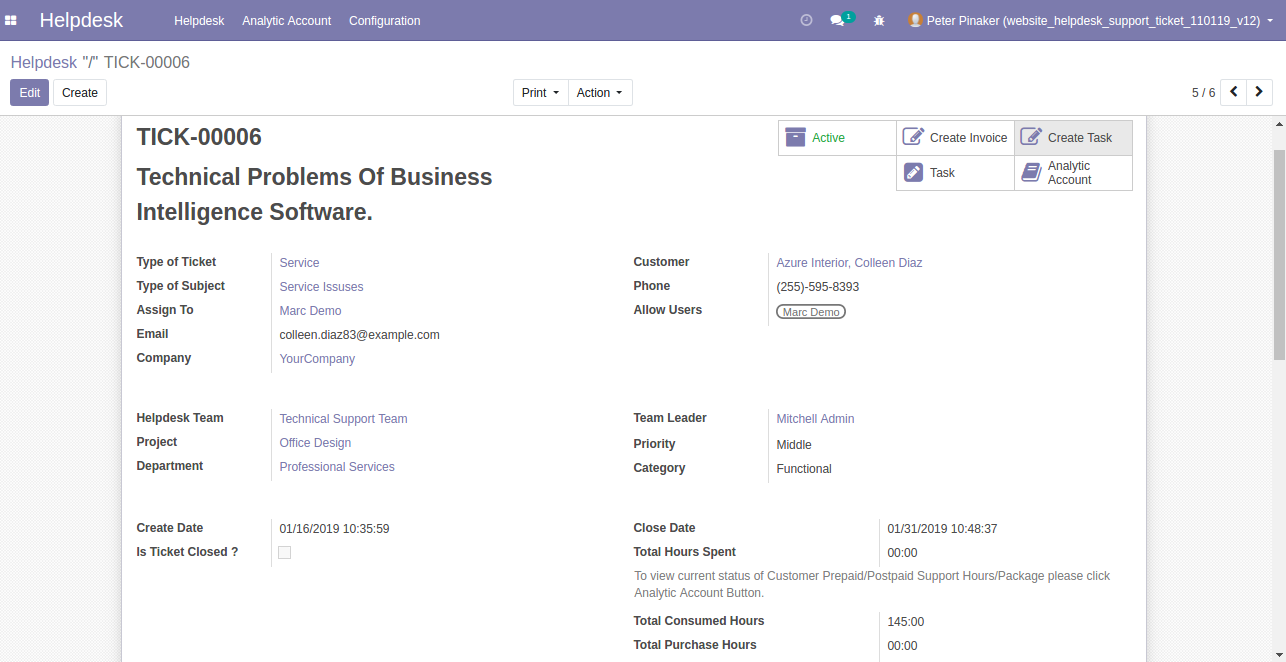 Helpdesk Helpdesk Analytic Account Configuration 1 Peter Pinaker (website_helpdesk_support_ticket_110119_v12)
Helpdesk "/" TICK-00006
Edit Create Print Action 5 / 6
TICK-00006
Active Create Invoice Create Task
Task Analytic Account
Technical Problems Of Business
Intelligence Software.
Type of Ticket Service Customer Azure Interior, Colleen Diaz
Type of Subject Service Issuses Phone (255)-595-8393
Assign To Marc Demo Allow Users Marc Demo
Email colleen.diaz83@example.com
Company YourCompany
Helpdesk Team Technical Support Team Team Leader Mitchell Admin
Project Office Design Priority Middle
Department Professional Services Category Functional
Create Date 01/16/2019 10:35:59 Close Date 01/31/2019 10:48:37
Is Ticket Closed ? Total Hours Spent 00:00
To view current status of Customer Prepaid/Postpaid Support Hours/Package please click
Analytic Account Button.
Total Consumed Hours 145:00
Total Purchase Hours 00:00